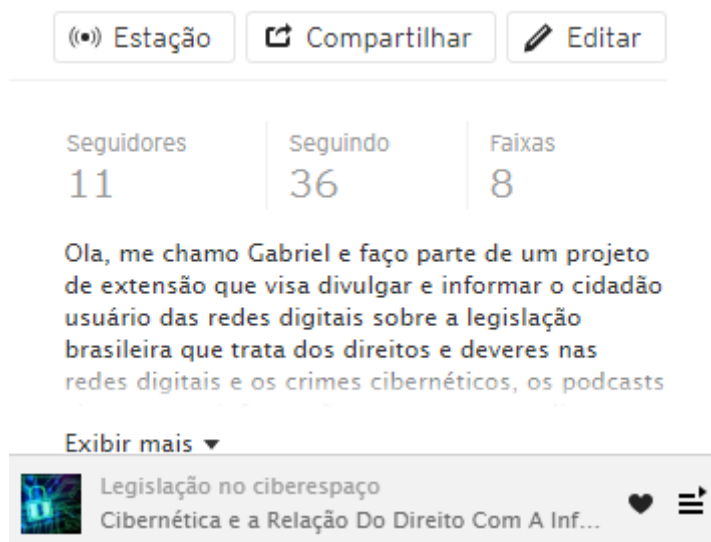 Estação Compartilhar Editar
Seguidores Seguindo Faixas
11 36 8
Ola, me chamo Gabriel e faço parte de um projeto
de extensão que visa divulgar e informar o cidadão
usuário das redes digitais sobre a legislação
brasileira que trata dos direitos e deveres nas
redes digitais e os crimes cibernéticos, os podcasts
Exibir mais
Legislação no ciberespaço
Cibernética e a Relação Do Direito Com A Inf...